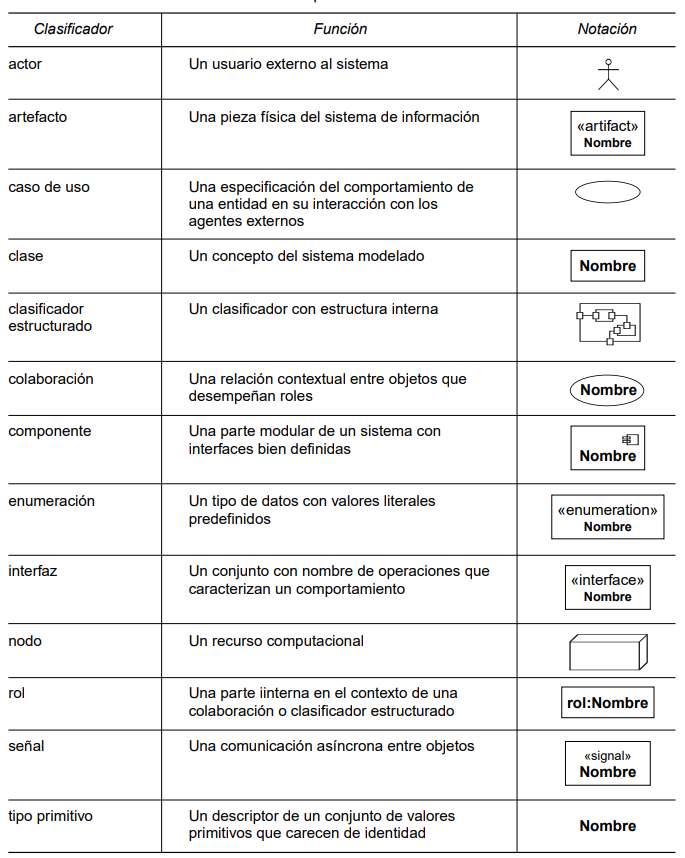 Clasificador Función Notación
actor Un usuario externo al sistema
artefacto Una pieza física del sistema de información «artifact»
Nombre
caso de uso Una especificación del comportamiento de
una entidad en su interacción con los
agentes externos
clase Un concepto del sistema modelado Nombre
clasificador Un clasificador con estructura interna
estructurado
colaboración Una relación contextual entre objetos que
desempeñan roles Nombre
componente Una parte modular de un sistema con
interfaces bien definidas Nombre
enumeración Un tipo de datos con valores literales «enumeration»
predefinidos Nombre
interfaz Un conjunto con nombre de operaciones que «interface»
caracterizan un comportamiento Nombre
nodo Un recurso computacional
rol Una parte iinterna en el contexto de una rol:Nombre
colaboración o clasificador estructurado
señal Una comunicación asíncrona entre objetos «signal»
Nombre
tipo primitivo Un descriptor de un conjunto de valores Nombre
primitivos que carecen de identidad